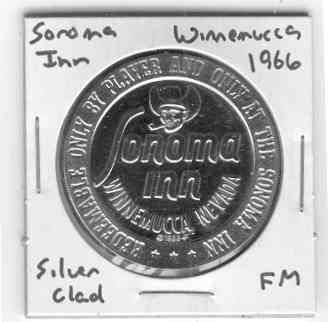 Sonoma Winnemucca
Inn 1966
REDEEMABLE ONLY BY PLAYER AND ONLY AT THE SONOMA INN
Sonoma
INN
WINNEMUCCA NEVADA
Silver
Clad FM